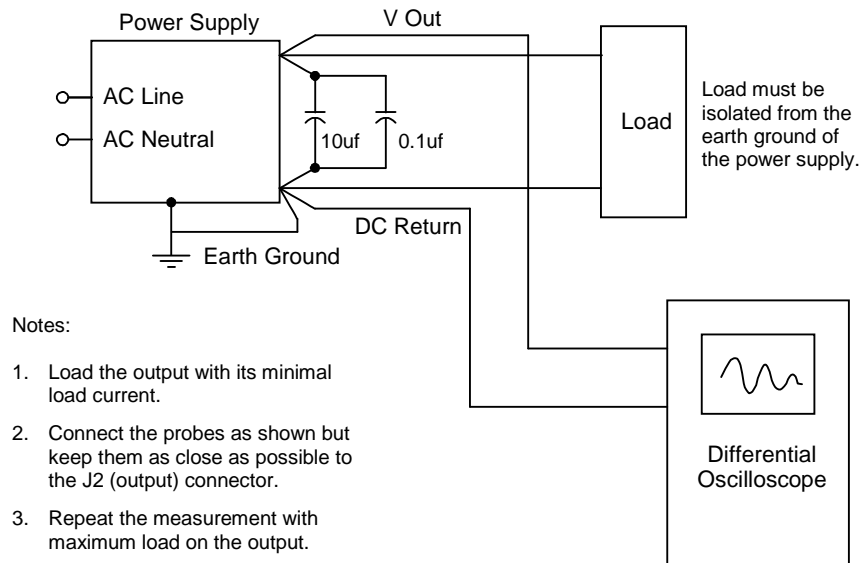 Power Supply
V Out
AC Line
AC Neutral
10uf
0.1uf
Load
Load must be
isolated from the
earth ground of
the power supply.
DC Return
Earth Ground
Notes:
1. Load the output with its minimal
load current.
2. Connect the probes as shown but
keep them as close as possible to
the J2 (output) connector.
3. Repeat the measurement with
maximum load on the output.
Differential
Oscilloscope